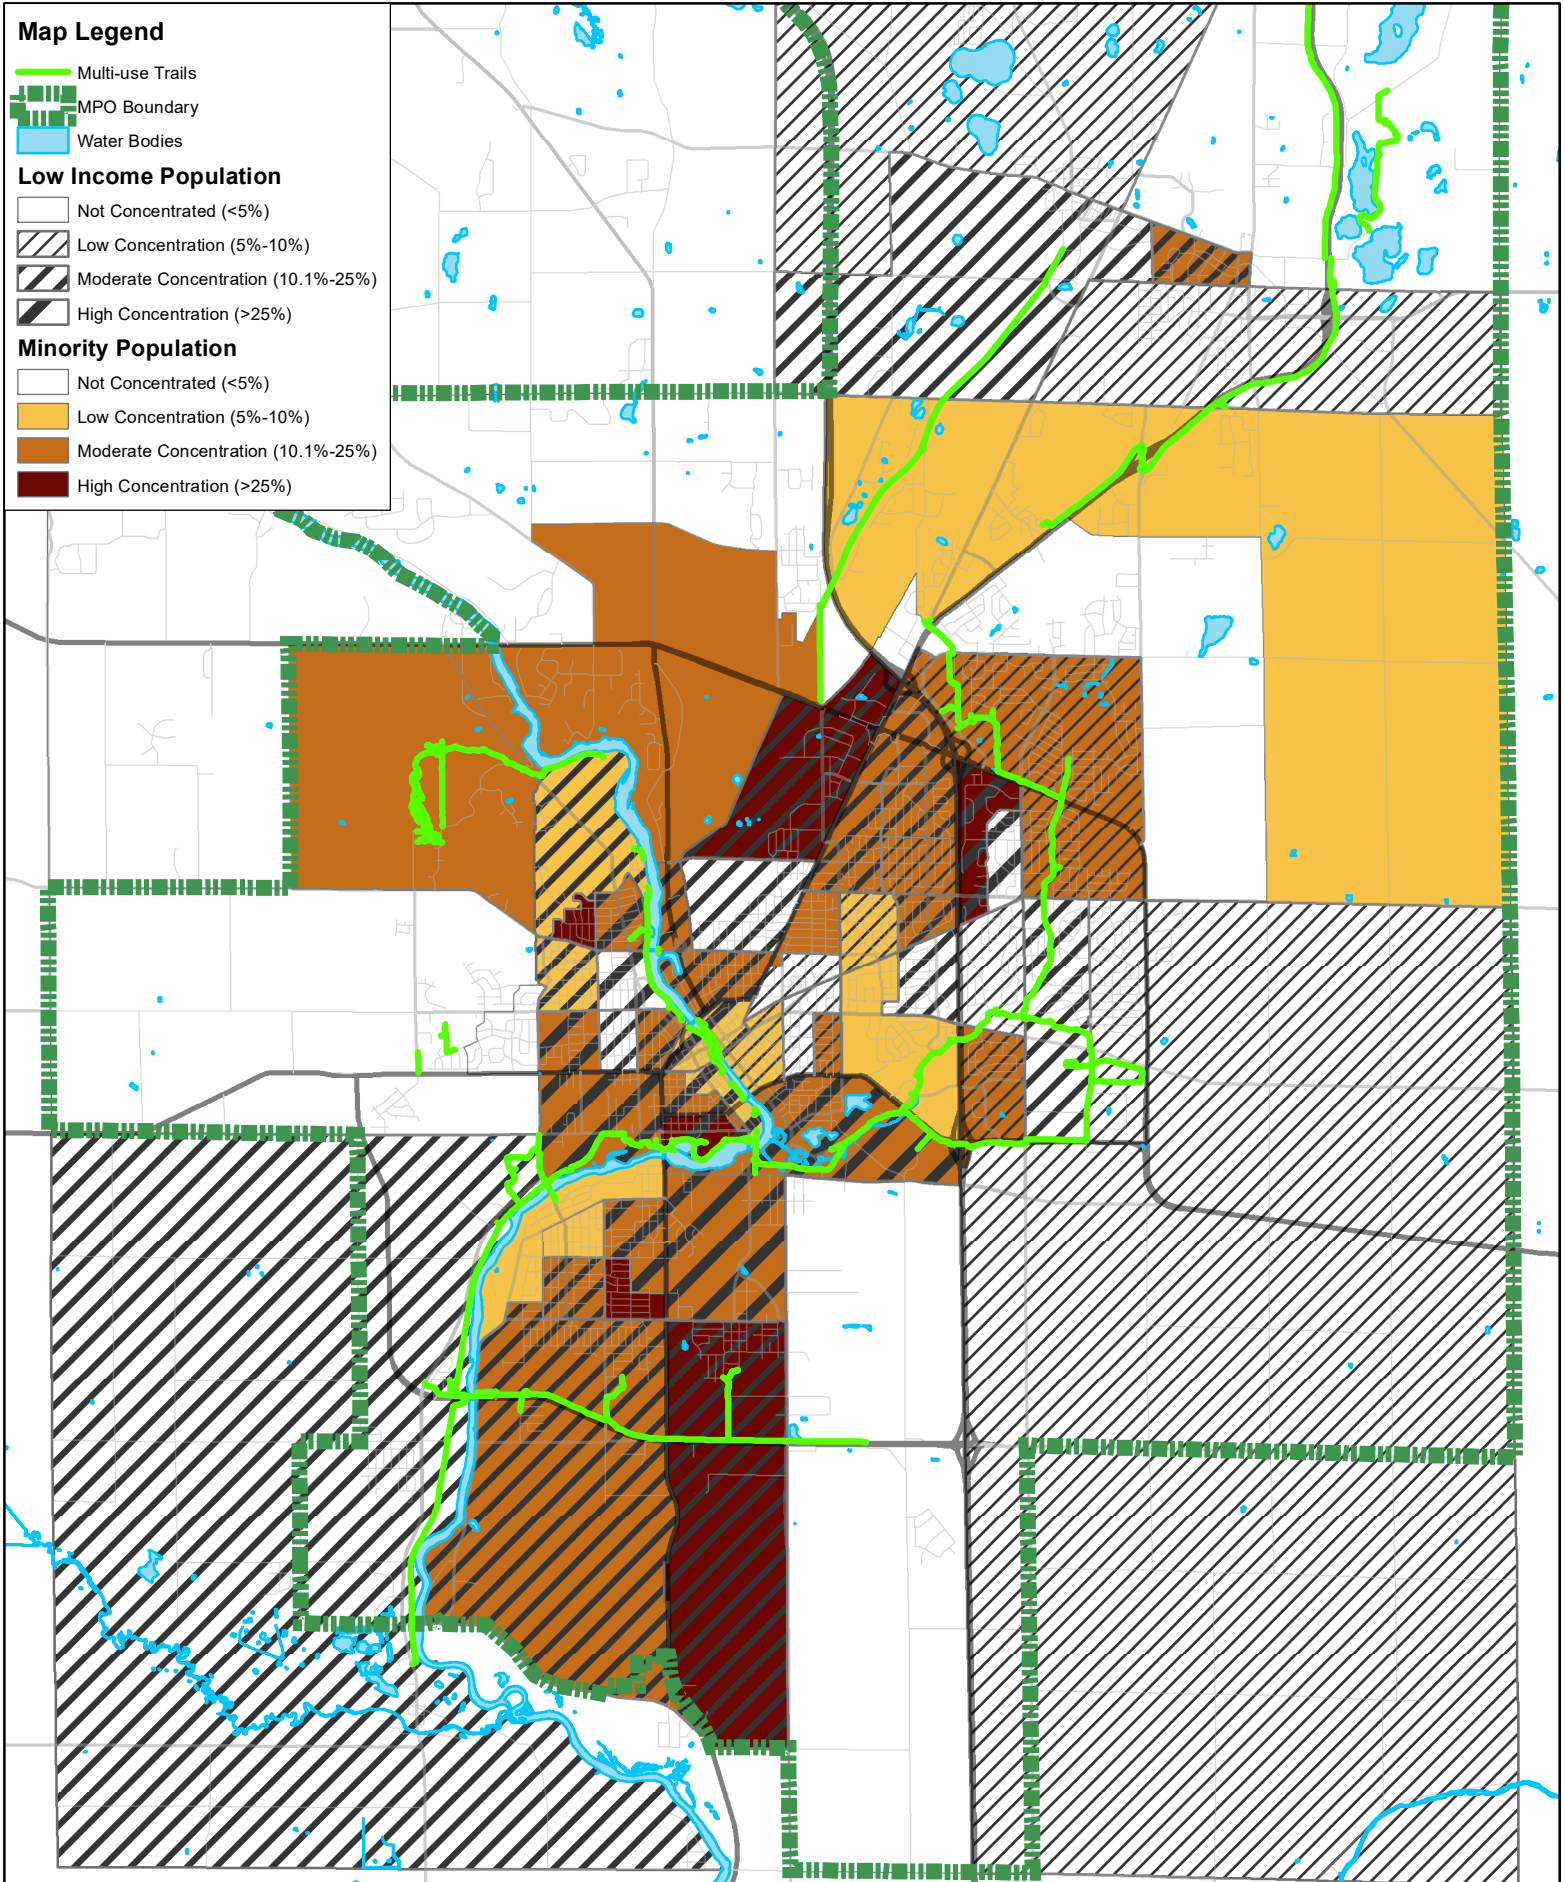 Map Legend
Multi-use Trails
MPO Boundary
Water Bodies
Low Income Population
Not Concentrated (<5%)
Low Concentration (5%-10%)
Moderate Concentration (10.1%-25%)
High Concentration (>25%)
Minority Population
Not Concentrated (<5%)
Low Concentration (5%-10%)
Moderate Concentration (10.1%-25%)
High Concentration (>25%)